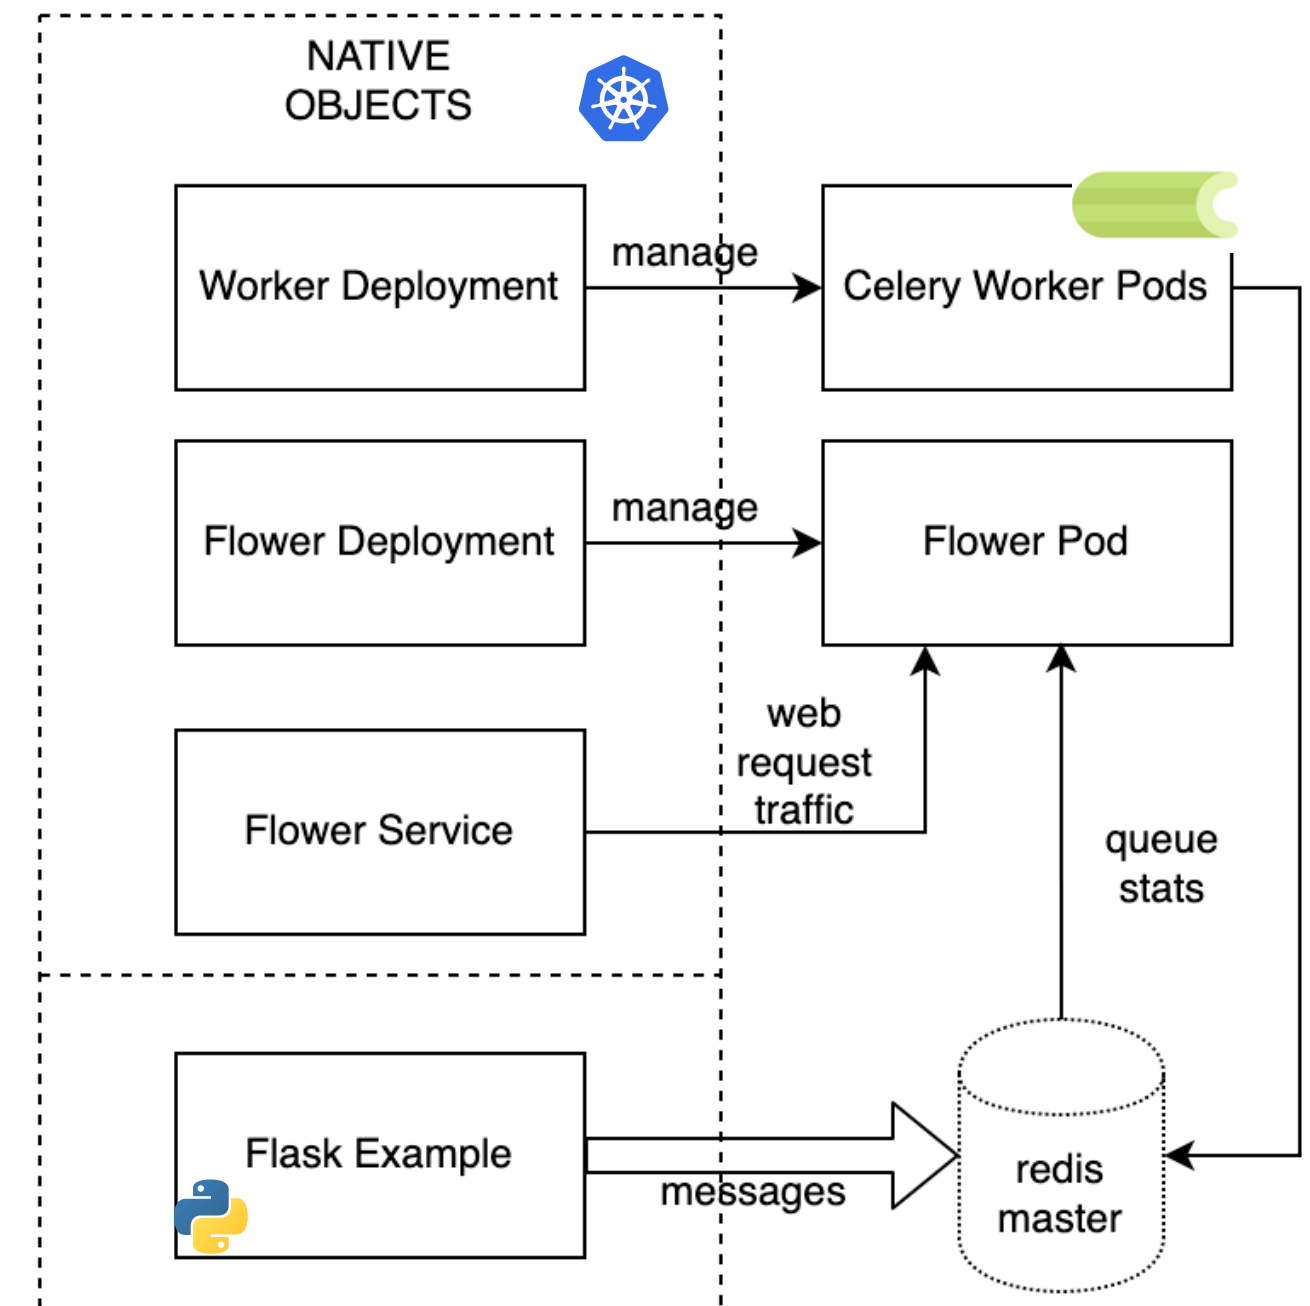 NATIVE
OBJECTS
Worker Deployment
manage
Celery Worker Pods
Flower Deployment
manage
Flower Pod
web
request
traffic
Flower Service
queue
stats
Flask Example
messages
redis
master